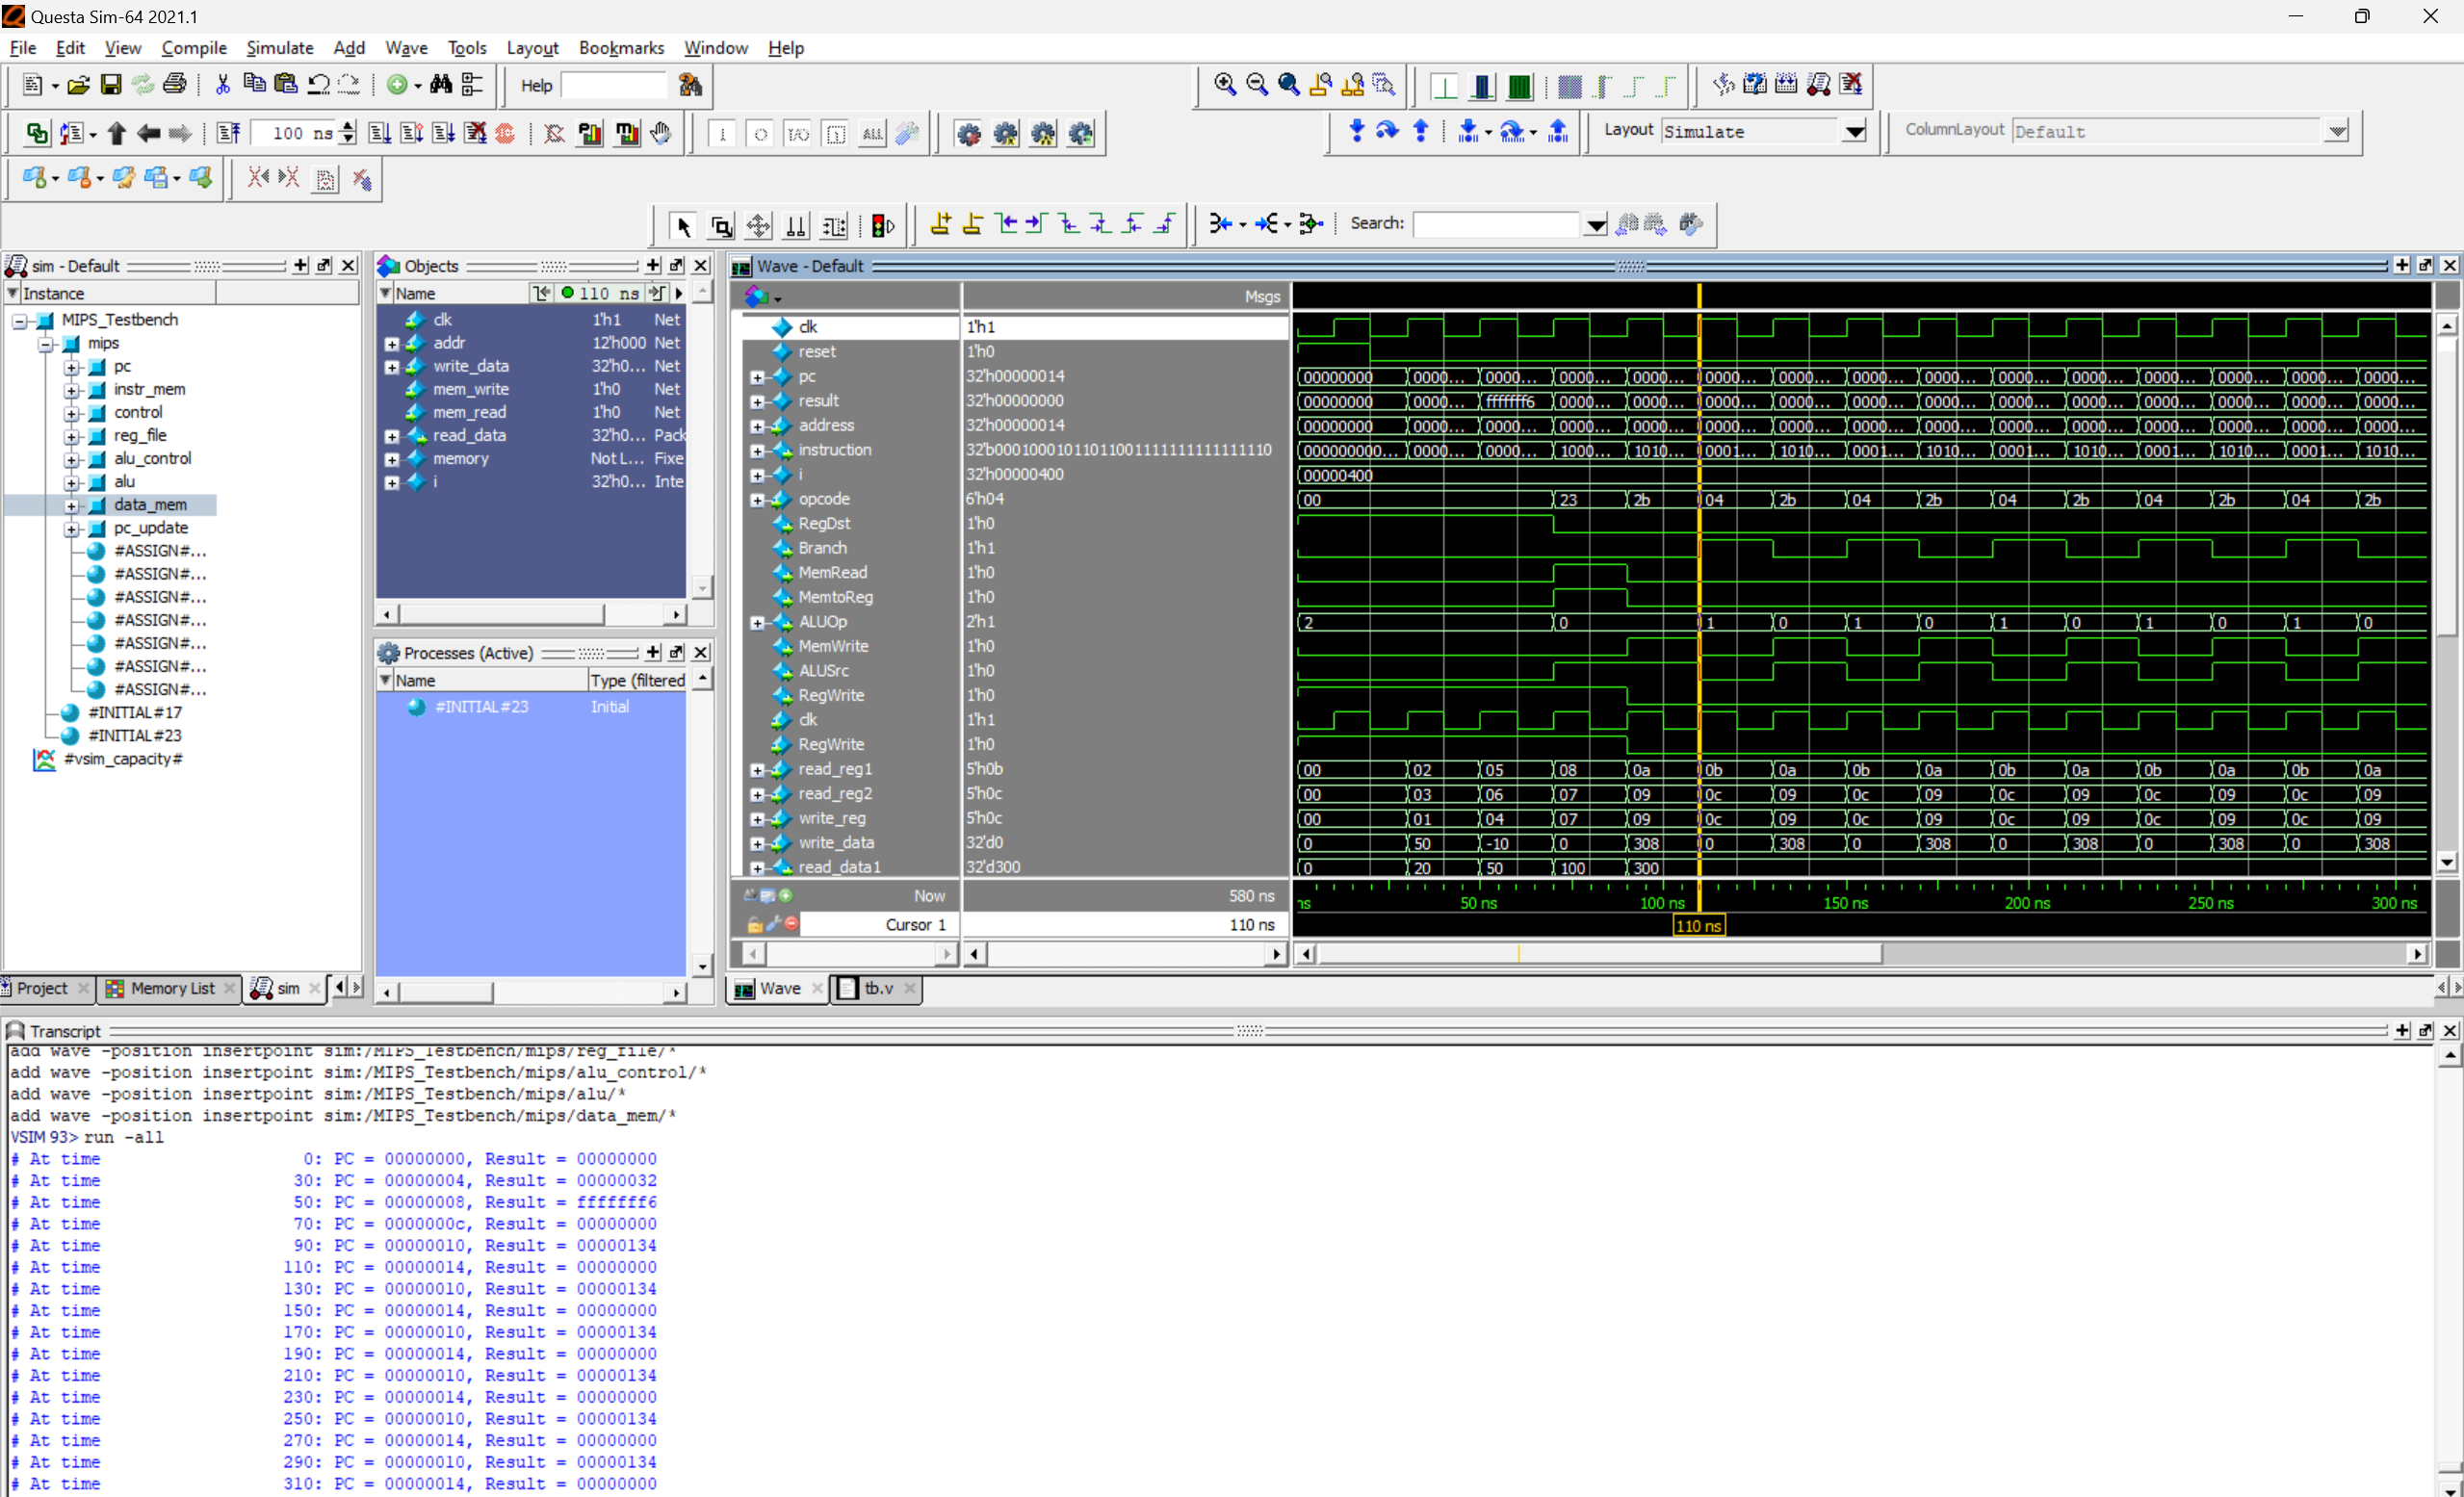 Questa Sim-64 2021.1
File Edit View Compile Simulate Add Wave Tools Layout Bookmarks Window Help
Help
100 ns
ALL
Layout Simulate
ColumnLayout Default
Search:
sim - Default
Instance
MIPS_Testbench
mips
pc
instr_mem
control
reg_file
alu_control
alu
data_mem
pc_update
#ASSIGN#...
#ASSIGN#...
#ASSIGN#...
#ASSIGN#...
#ASSIGN#...
#ASSIGN#...
#ASSIGN#...
#INITIAL#17
#INITIAL#23
#vsim_capacity#
Project
Memory List
sim
Objects
Name 110 ns
clk 1'h1 Net
addr 12'h000 Net
write_data 32'h0... Net
mem_write 1'h0 Net
mem_read 1'h0 Net
read_data 32'h0... Pack
memory Not L... Fixe
i 32'h0... Inte
Processes (Active)
Name Type (filtered
#INITIAL#23 Initial
Wave - Default
Msgs
clk 1'h1
reset 1'h0
pc 32'h00000014 00000000 0000... 0000... 0000... 0000... 0000... 0000... 0000... 0000... 0000... 0000... 0000... 0000... 0000... 0000...
result 32'h00000000 00000000 0000... fffffff6 0000... 0000... 0000... 0000... 0000... 0000... 0000... 0000... 0000... 0000... 0000... 0000...
address 32'h00000014 00000000 0000... 0000... 0000... 0000... 0000... 0000... 0000... 0000... 0000... 0000... 0000... 0000... 0000... 0000...
instruction 32'b00010001011011001111111111111110 000000000... 0000... 0000... 1000... 1010... 0001... 1010... 0001... 1010... 0001... 1010... 0001... 1010... 0001... 1010...
i 32'h00000400 00000400
opcode 6'h04 00 23 2b 04 2b 04 2b 04 2b 04 2b 04 2b
RegDst 1'h0
Branch 1'h1
MemRead 1'h0
MemtoReg 1'h0
ALUOp 2'h1 2 0 1 0 1 0 1 0 1 0 1 0
MemWrite 1'h0
ALUSrc 1'h0
RegWrite 1'h0
clk 1'h1
RegWrite 1'h0
read_reg1 5'h0b 00 02 05 08 0a 0b 0a 0b 0a 0b 0a 0b 0a 0b 0a
read_reg2 5'h0c 00 03 06 07 09 0c 09 0c 09 0c 09 0c 09 0c 09
write_reg 5'h0c 00 01 04 07 09 0c 09 0c 09 0c 09 0c 09 0c 09
write_data 32'd0 0 50 -10 0 308 0 308 0 308 0 308 0 308 0 308
read_data1 32'd300 0 20 50 100 300
Now 580 ns ns 50 ns 100 ns 150 ns 200 ns 250 ns 300 ns
Cursor 1 110 ns 110 ns
Wave
tb.v
Transcript
add wave -position insertpoint sim:/MIPS_Testbench/mips/reg_file/*
add wave -position insertpoint sim:/MIPS_Testbench/mips/alu_control/*
add wave -position insertpoint sim:/MIPS_Testbench/mips/alu/*
add wave -position insertpoint sim:/MIPS_Testbench/mips/data_mem/*
VSIM 93> run -all
# At time 0: PC = 00000000, Result = 00000000
# At time 30: PC = 00000004, Result = 00000032
# At time 50: PC = 00000008, Result = fffffff6
# At time 70: PC = 0000000c, Result = 00000000
# At time 90: PC = 00000010, Result = 00000134
# At time 110: PC = 00000014, Result = 00000000
# At time 130: PC = 00000010, Result = 00000134
# At time 150: PC = 00000014, Result = 00000000
# At time 170: PC = 00000010, Result = 00000134
# At time 190: PC = 00000014, Result = 00000000
# At time 210: PC = 00000010, Result = 00000134
# At time 230: PC = 00000014, Result = 00000000
# At time 250: PC = 00000010, Result = 00000134
# At time 270: PC = 00000014, Result = 00000000
# At time 290: PC = 00000010, Result = 00000134
# At time 310: PC = 00000014, Result = 00000000